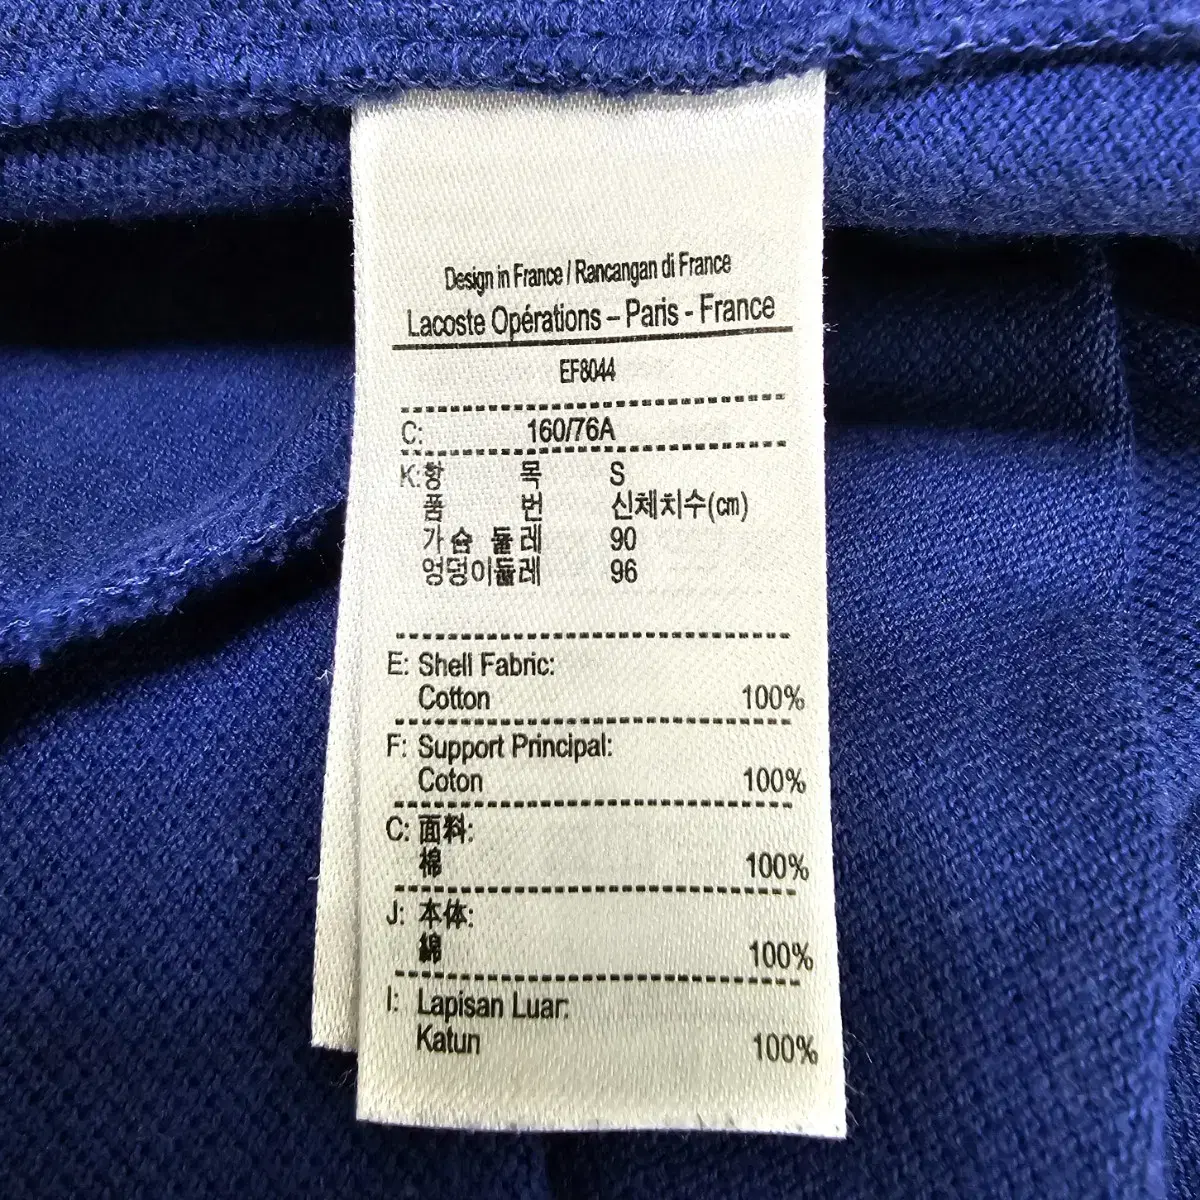 Design in France / Rancangan di France
Lacoste Opérations – Paris - France
EF8044
C: 160/76A
K: 항 목 S
품 번 신체치수(cm)
가슴 둘레 90
엉덩이둘레 96
E: Shell Fabric:
Cotton 100%
F: Support Principal:
Coton 100%
C: 面料:
棉 100%
J: 本体:
綿 100%
I: Lapisan Luar:
Katun 100%